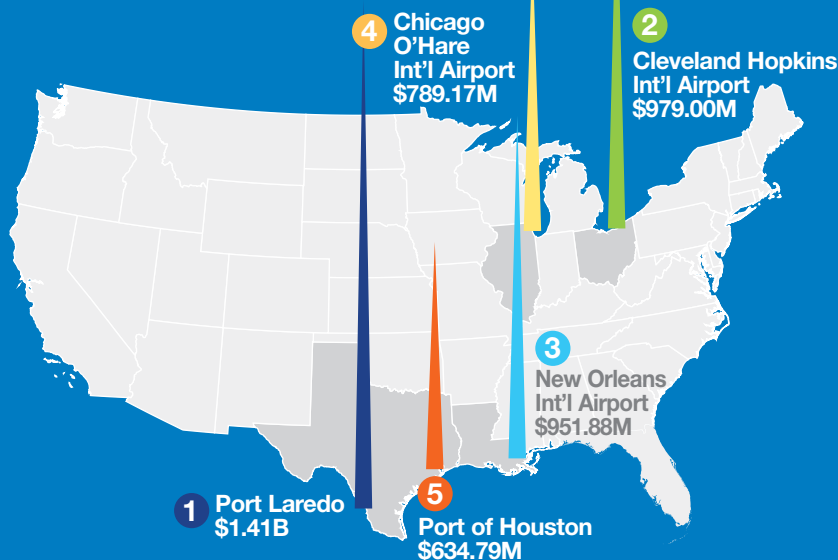 4
Chicago
O'Hare
Int'l Airport
$789.17M
2
Cleveland Hopkins
Int'l Airport
$979.00M
3
New Orleans
Int'l Airport
$951.88M
1
Port Laredo
$1.41B
5
Port of Houston
$634.79M